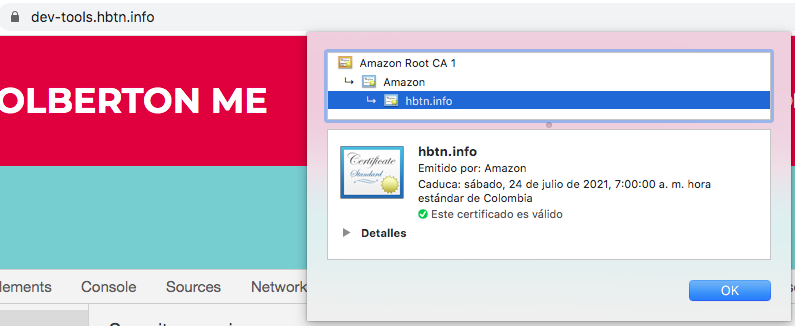 dev-tools.hbtn.info
OLBERTON ME
Amazon Root CA 1
Amazon
hbtn.info
Certificate
Standard
hbtn.info
Emitido por: Amazon
Caduca: sábado, 24 de julio de 2021, 7:00:00 a. m. hora
estándar de Colombia
Este certificado es válido
Detalles
OK
lements Console Sources Network